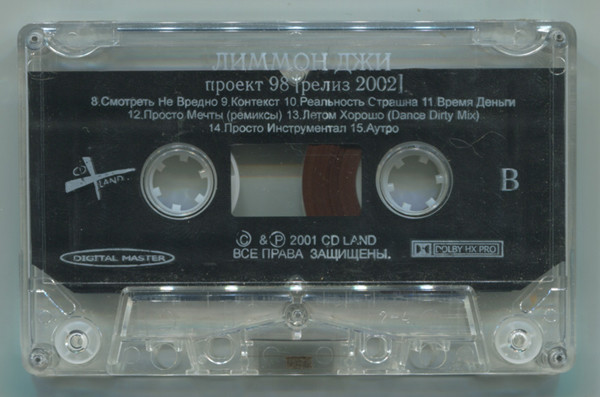 ЛИММОН ДЖИ
проект 98 [релиз 2002]
8.Смотреть Не Вредно 9.Контекст 10.Реальность Страшна 11.Время Деньги
12.Просто Мечты (ремиксы) 13.Летом Хорошо (Dance Dirty Mix)
14.Просто Инструментал 15.Аутро
CD LAND
B
© & ℗ 2001 CD LAND
ВСЕ ПРАВА ЗАЩИЩЕНЫ.
DIGITAL MASTER
DOLBY HX PRO